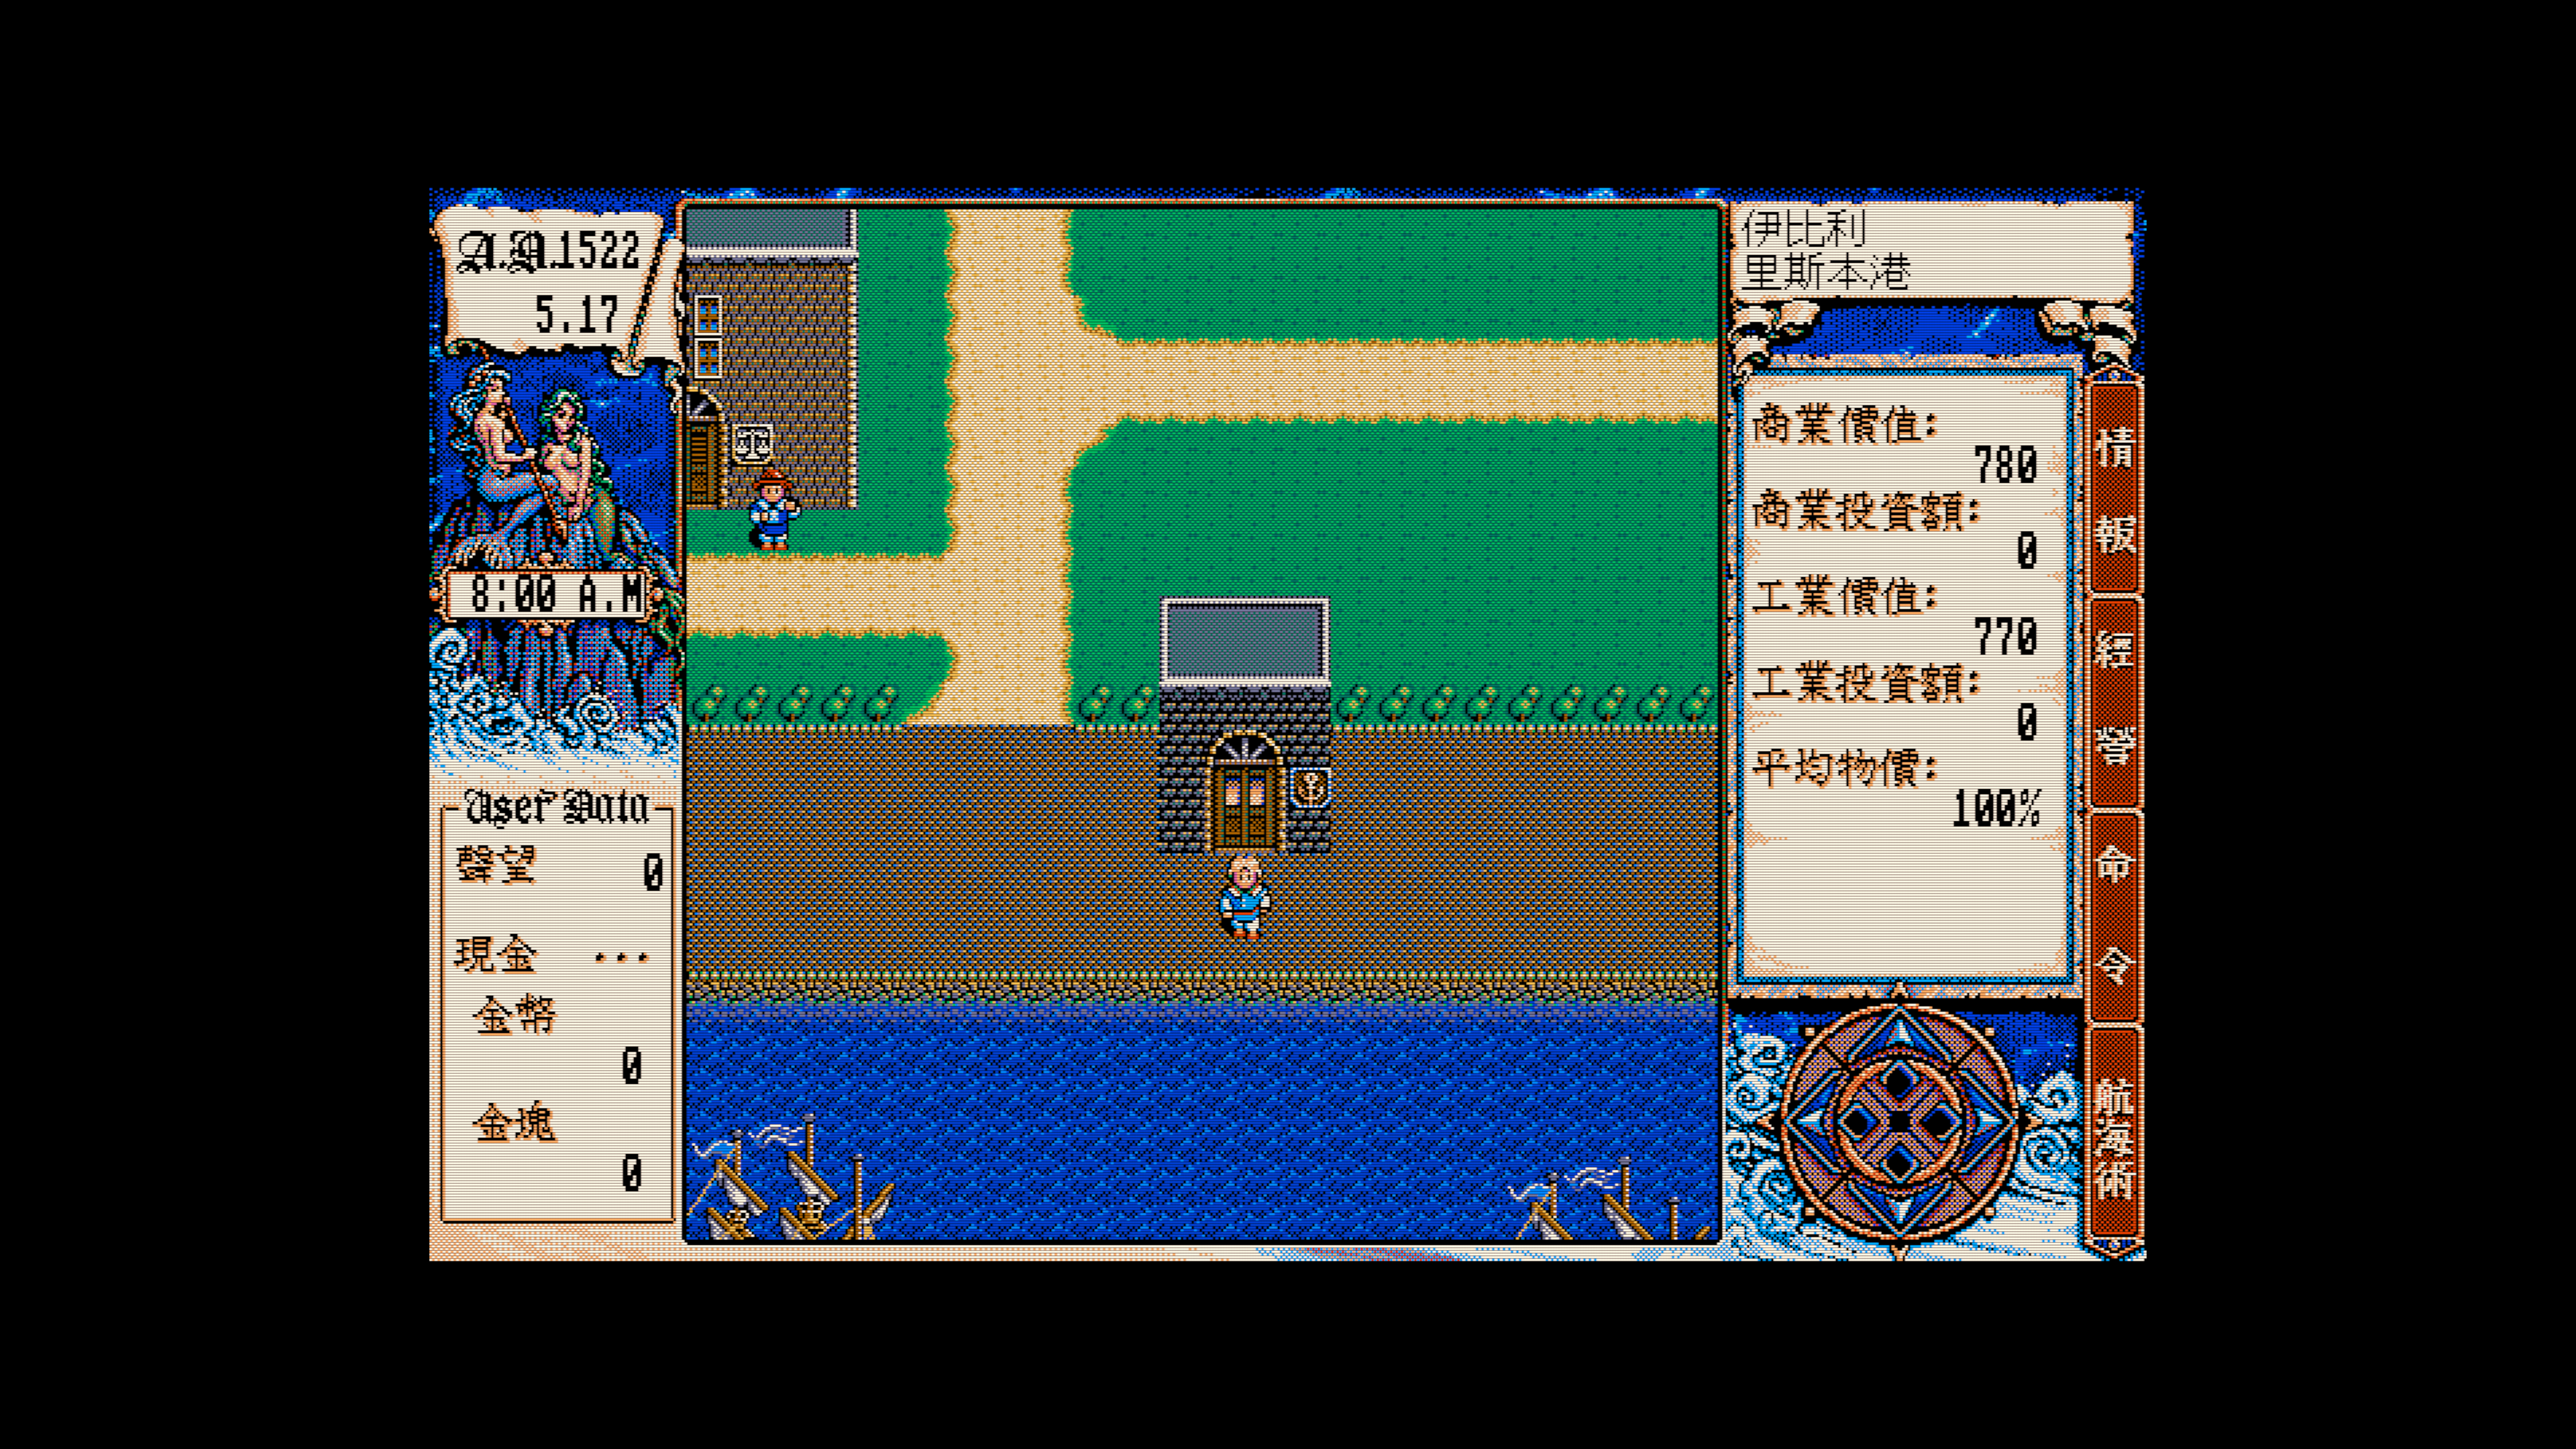 A.D.1522
5.17
8:00 A.M
User Data
聲望 0
現金 ···
金幣
0
金塊
0
伊比利
里斯本港
商業價值:
780
商業投資額:
0
工業價值:
770
工業投資額:
0
平均物價:
100%
情報
經營
命令
航海術